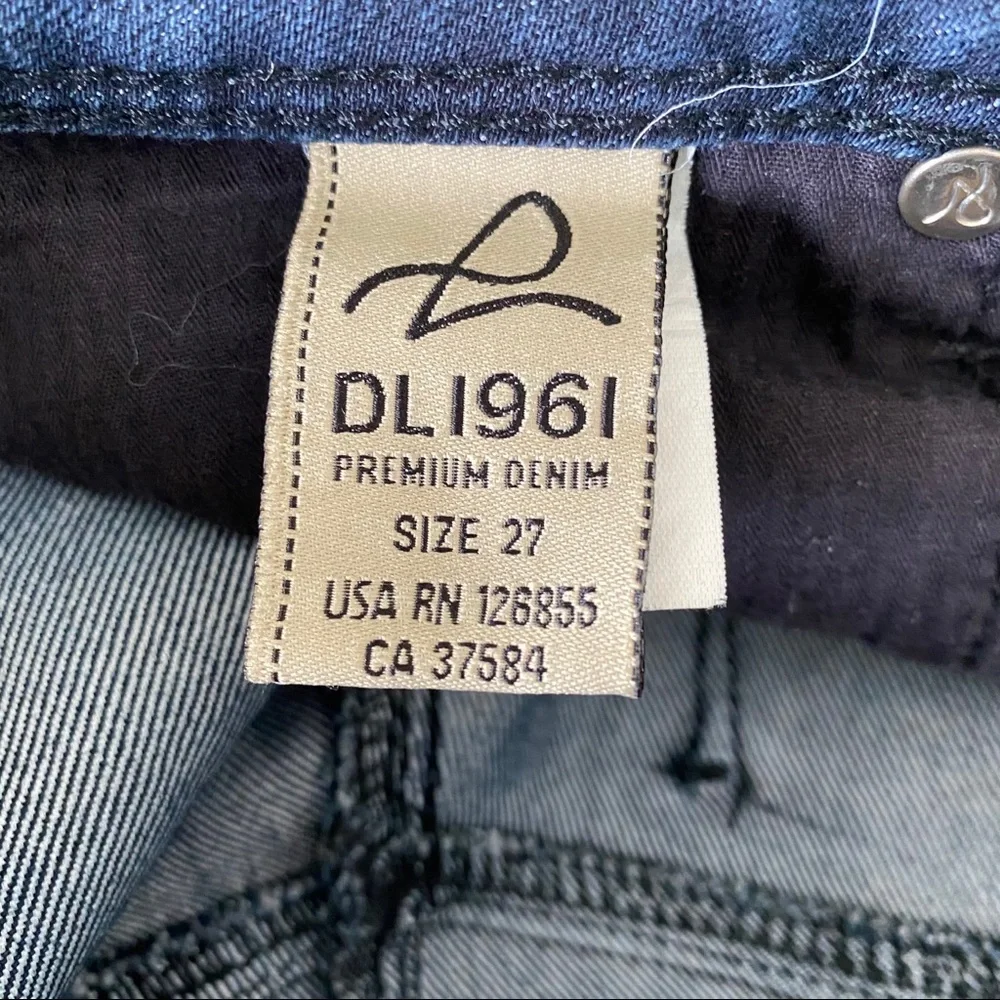 DL1961
PREMIUM DENIM
SIZE 27
USA RN 126855
CA 37584